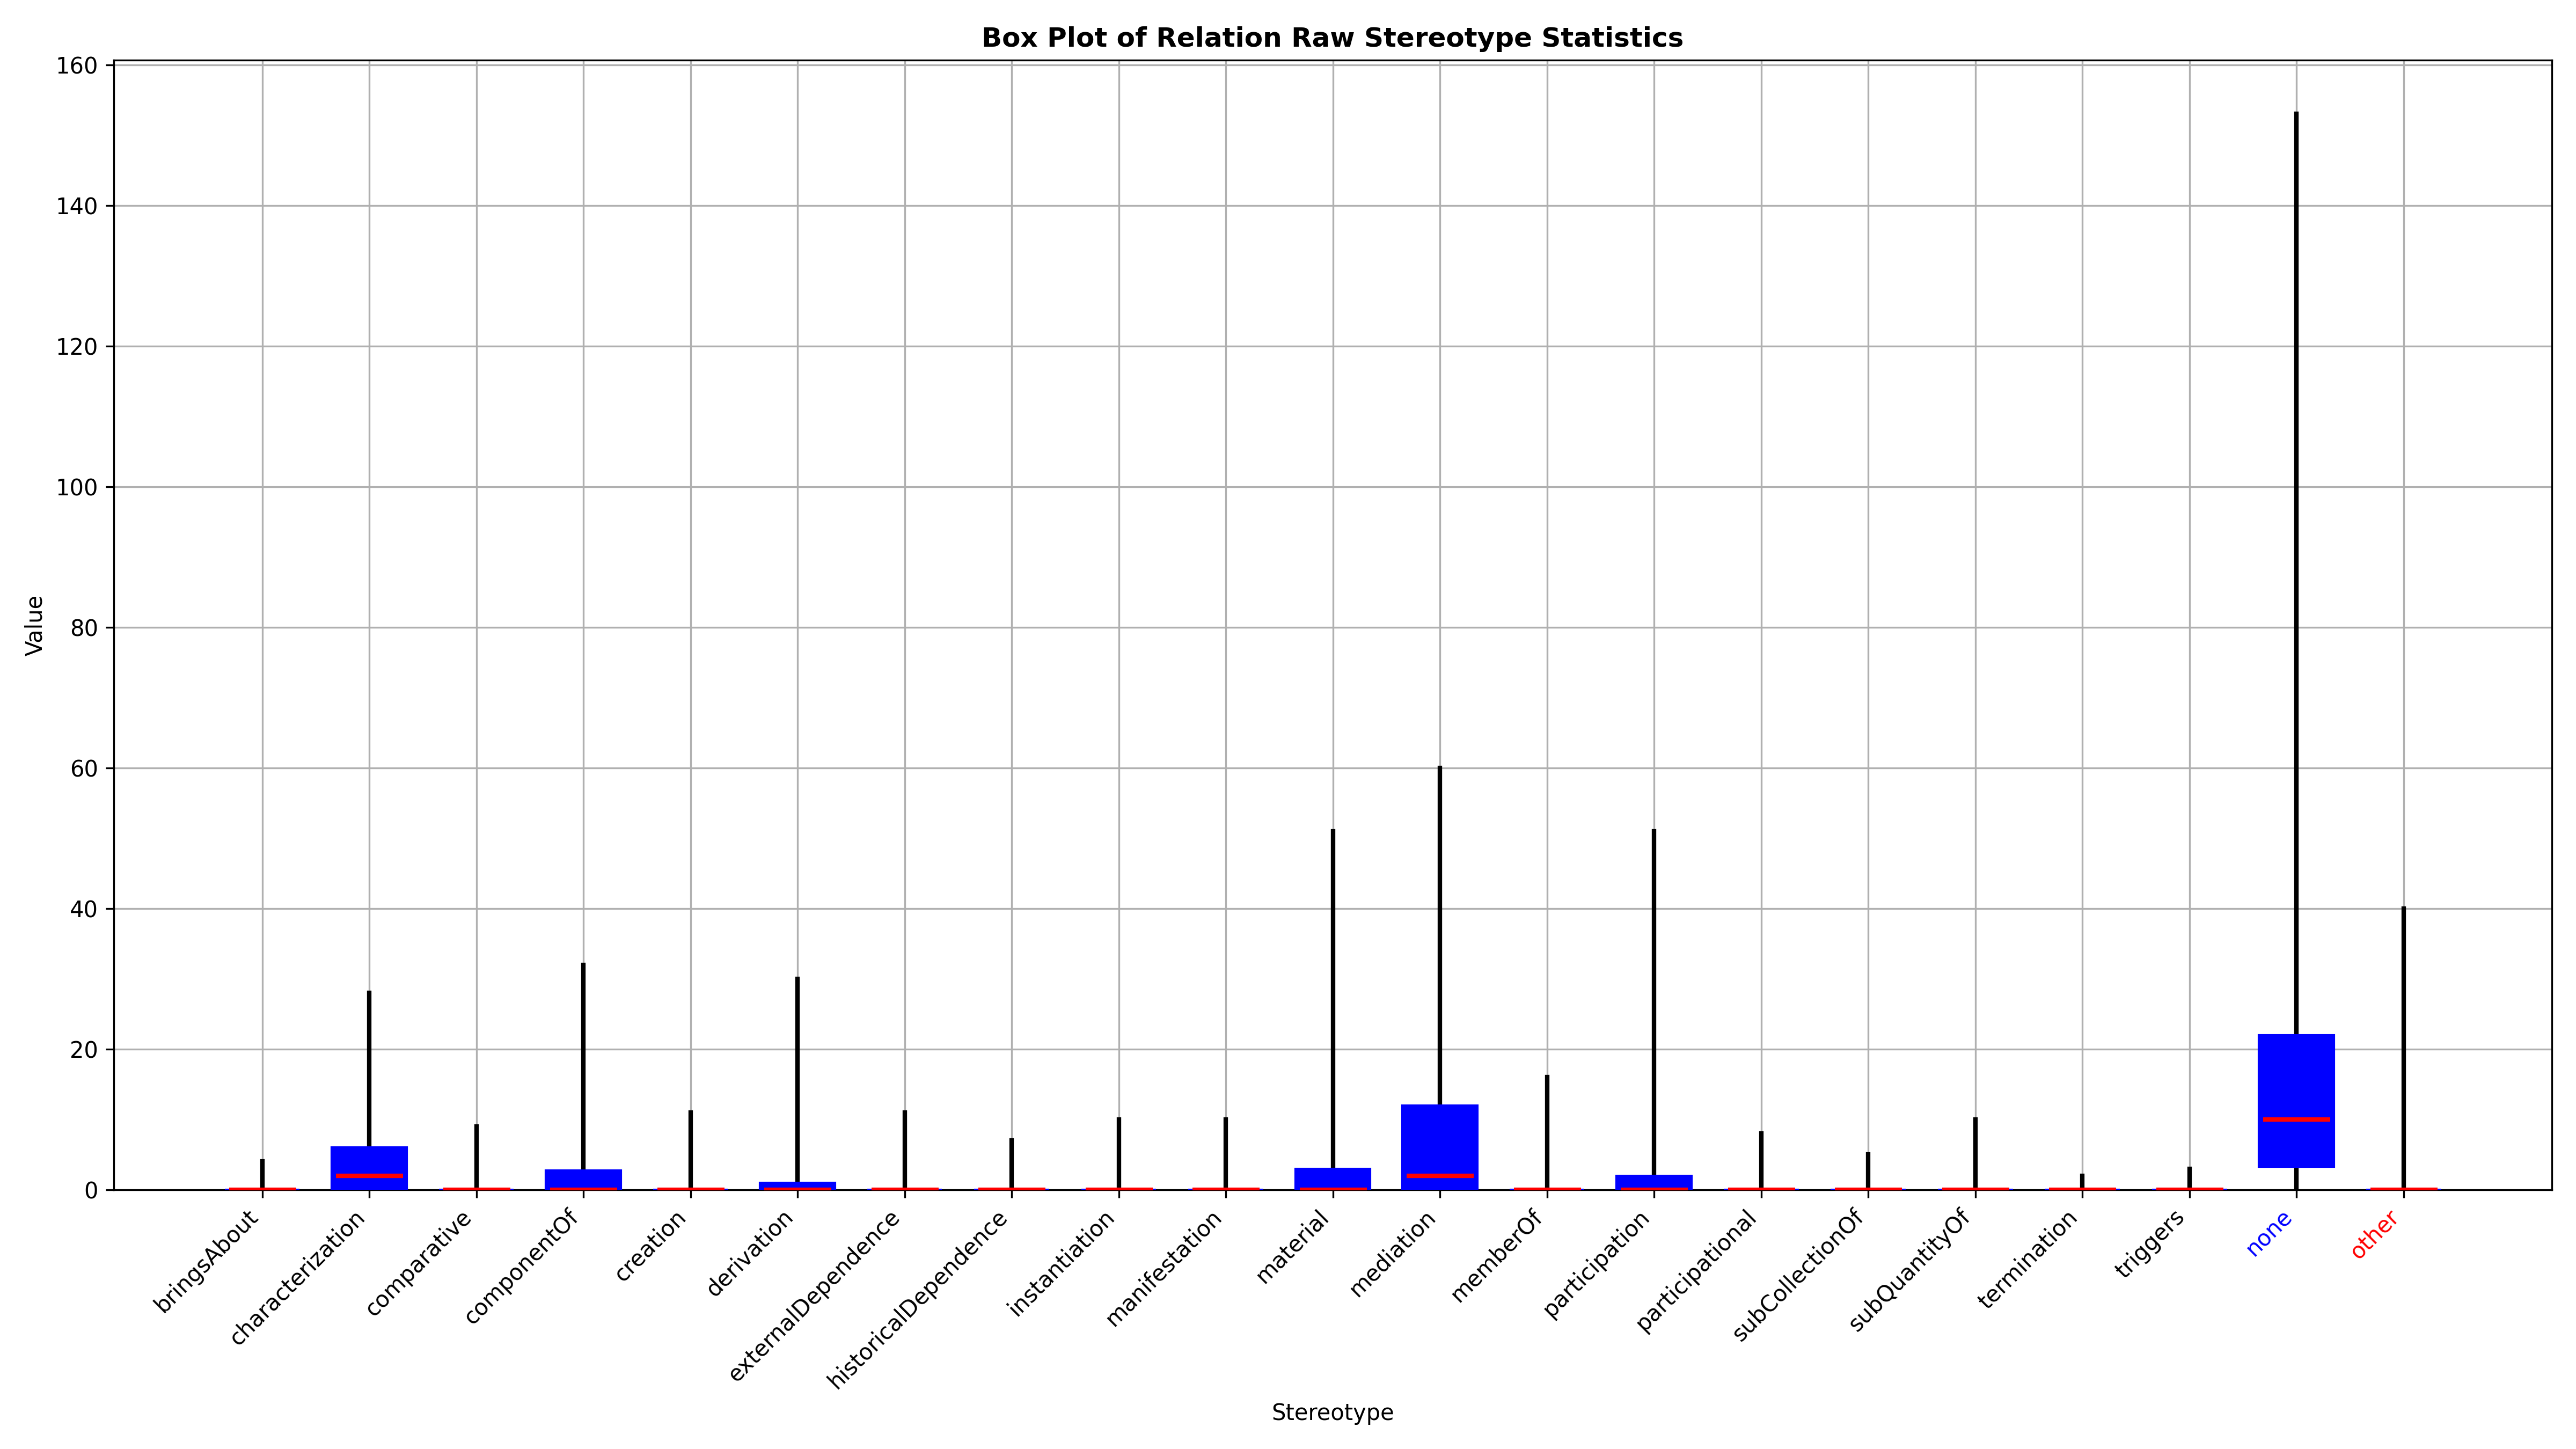 Box Plot of Relation Raw Stereotype Statistics
160
140
120
100
80
60
40
20
0
Value
bringsAbout
characterization
comparative
componentOf
creation
derivation
externalDependence
historicalDependence
instantiation
manifestation
material
mediation
memberOf
participation
participational
subCollectionOf
subQuantityOf
termination
triggers
none
other
Stereotype